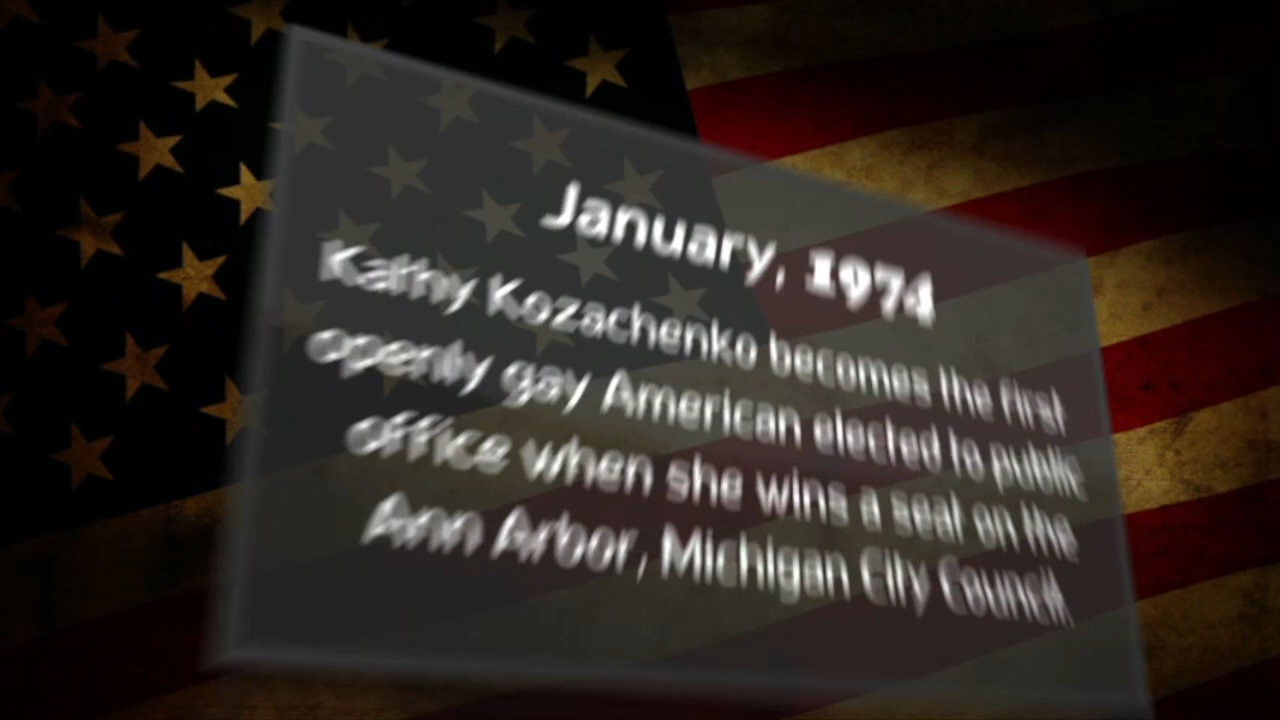 January, 1974
Kathy Kozachenko becomes the first
openly gay American elected to public
office when she wins a seat on the
Ann Arbor, Michigan City Council.